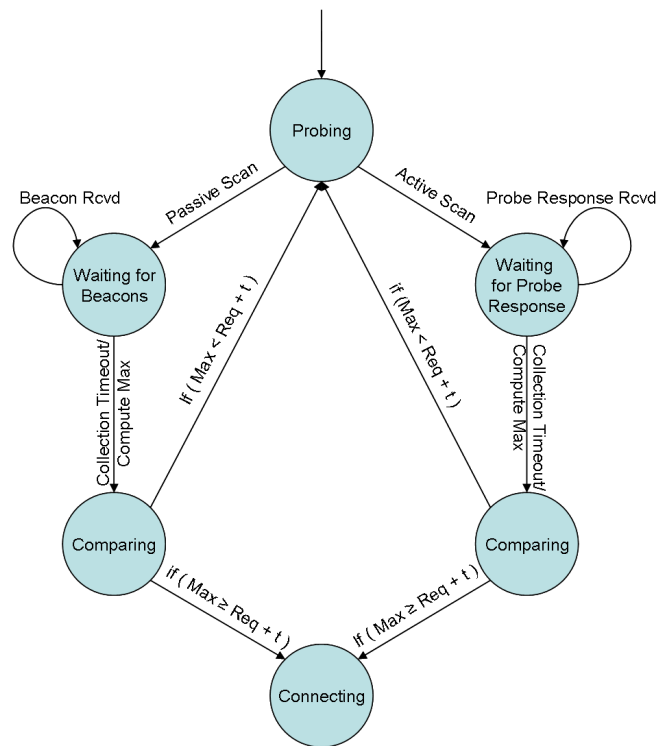 Probing
Passive Scan
Active Scan
Beacon Rcvd
Probe Response Rcvd
Waiting for
Beacons
Waiting
for Probe
Response
If ( Max < Req + t )
if (Max < Req + t )
Collection Timeout/
Compute Max
Collection Timeout/
Compute Max
Comparing
Comparing
if ( Max ≥ Req + t )
If ( Max ≥ Req + t )
Connecting